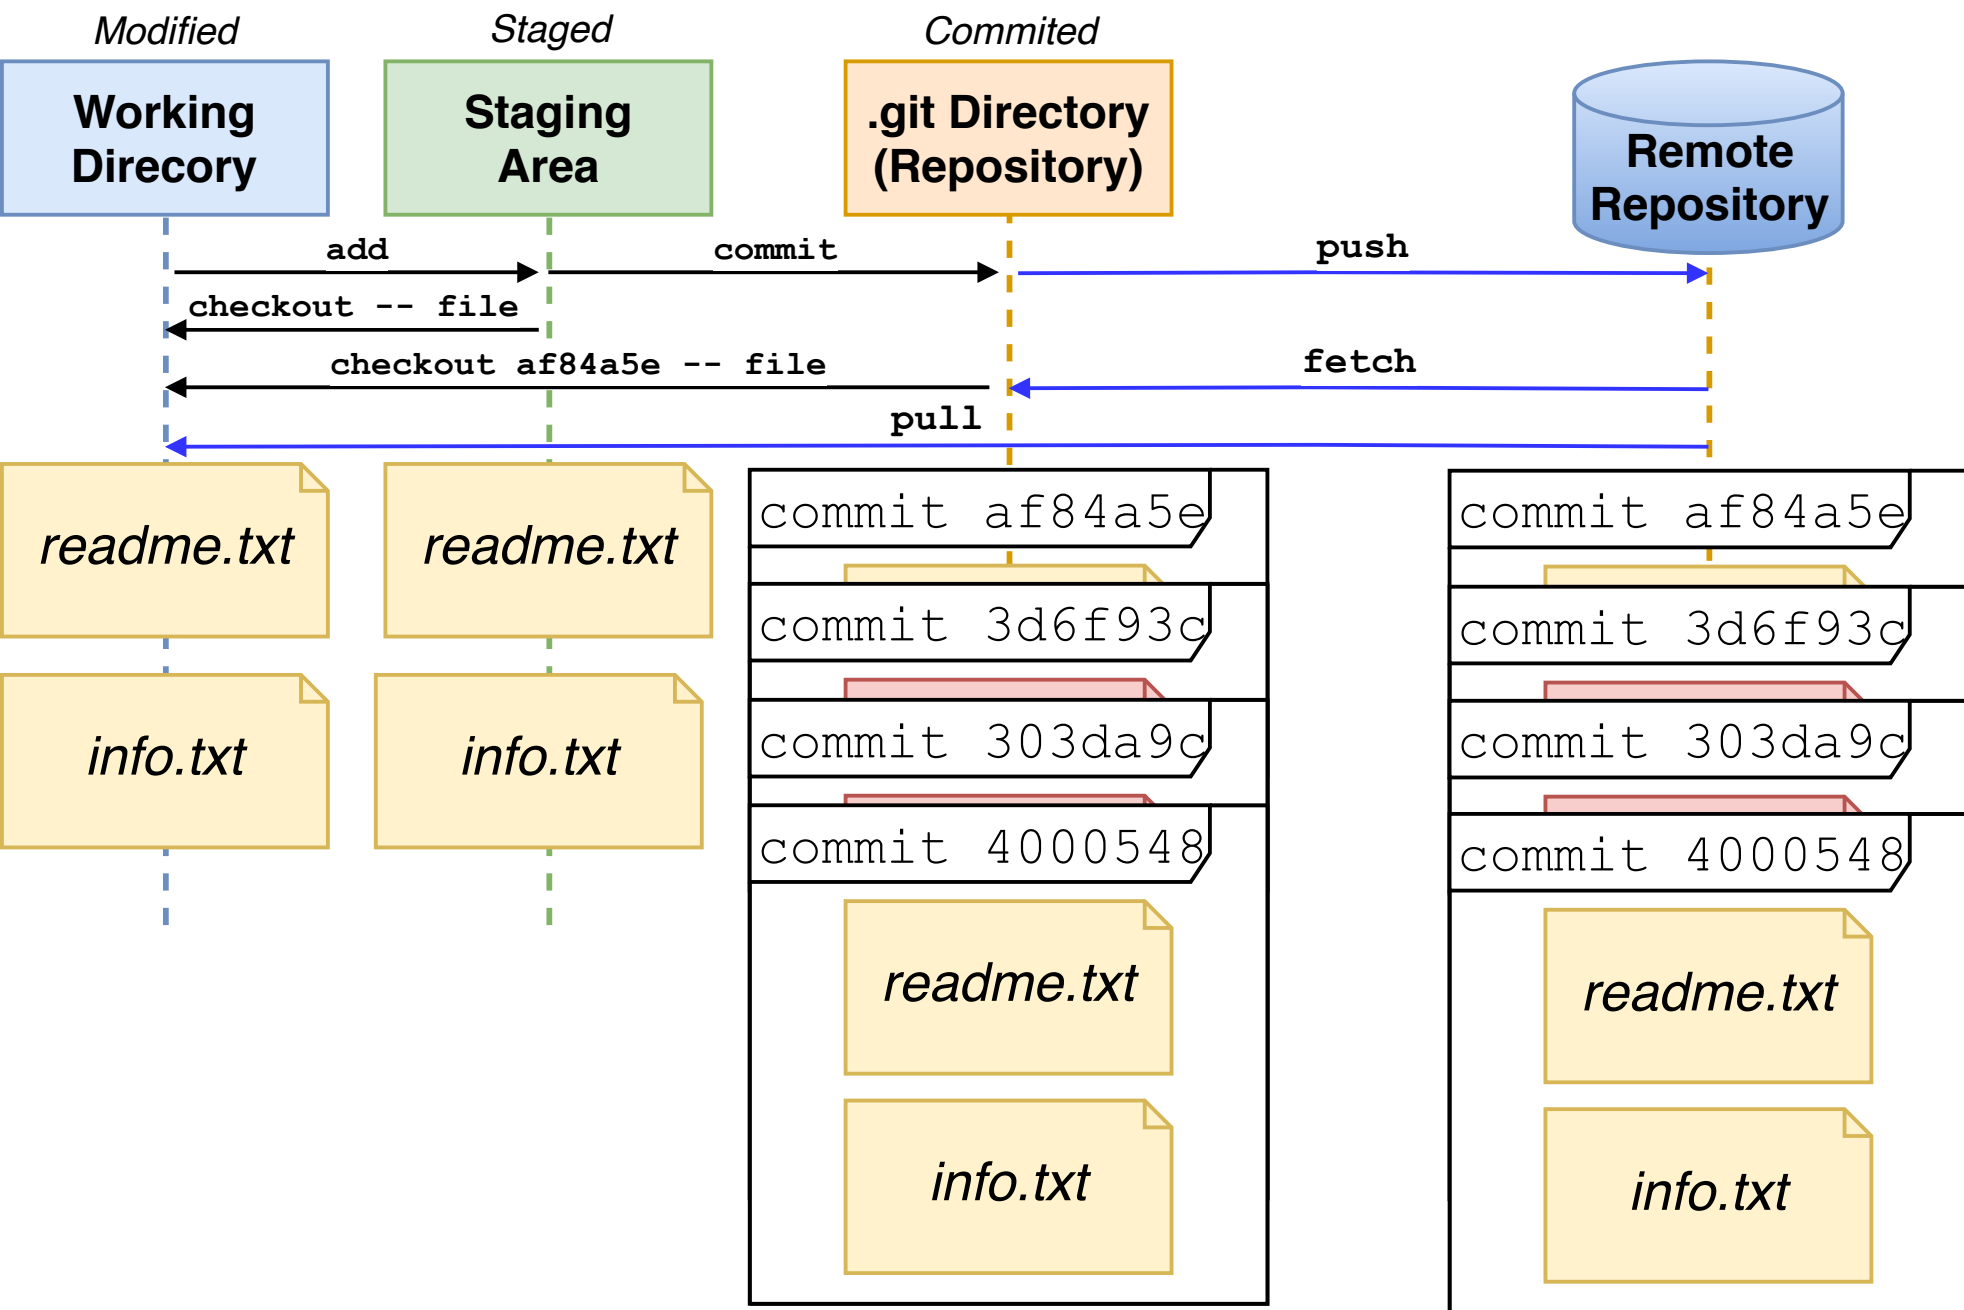 Modified
Staged
Commited
Working
Direcory
Staging
Area
.git Directory
(Repository)
Remote
Repository
add
commit
push
checkout -- file
checkout af84a5e -- file
fetch
pull
readme.txt
readme.txt
commit af84a5e
commit af84a5e
commit 3d6f93c
commit 3d6f93c
info.txt
info.txt
commit 303da9c
commit 303da9c
commit 4000548
commit 4000548
readme.txt
readme.txt
info.txt
info.txt